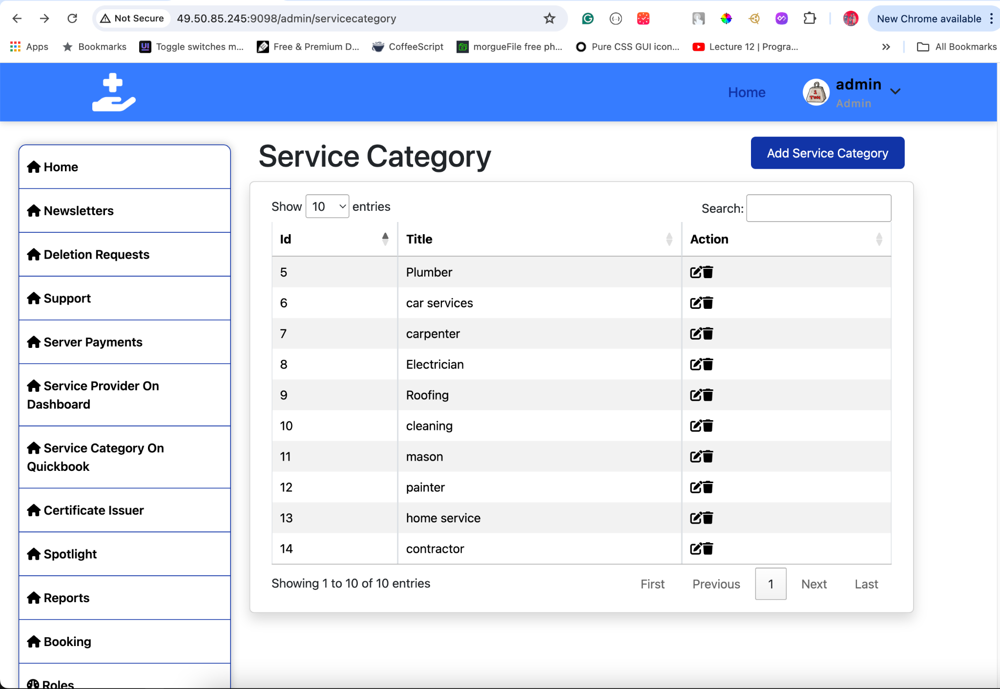 Not Secure 49.50.85.245:9098/admin/servicecategory New Chrome available
Apps Bookmarks Toggle switches m... Free & Premium D... CoffeeScript morgueFile free ph... Pure CSS GUI icon... Lecture 12 | Progra... All Bookmarks
Home admin
Admin
Home
Newsletters
Deletion Requests
Support
Server Payments
Service Provider On
Dashboard
Service Category On
Quickbook
Certificate Issuer
Spotlight
Reports
Booking
Roles
Service Category Add Service Category
Show 10 entries Search:
Id Title Action
5 Plumber
6 car services
7 carpenter
8 Electrician
9 Roofing
10 cleaning
11 mason
12 painter
13 home service
14 contractor
Showing 1 to 10 of 10 entries First Previous 1 Next Last